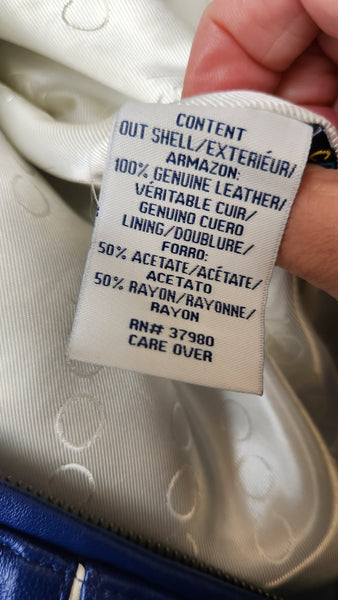 CONTENT
OUT SHELL/EXTERIÉUR/
ARMAZON:
100% GENUINE LEATHER/
VÉRITABLE CUIR/
GENUINO CUERO
LINING/DOUBLURE/
FORRO:
50% ACETATE/ACÉTATE/
ACETATO
50% RAYON/RAYONNE/
RAYON
RN# 37980
CARE OVER